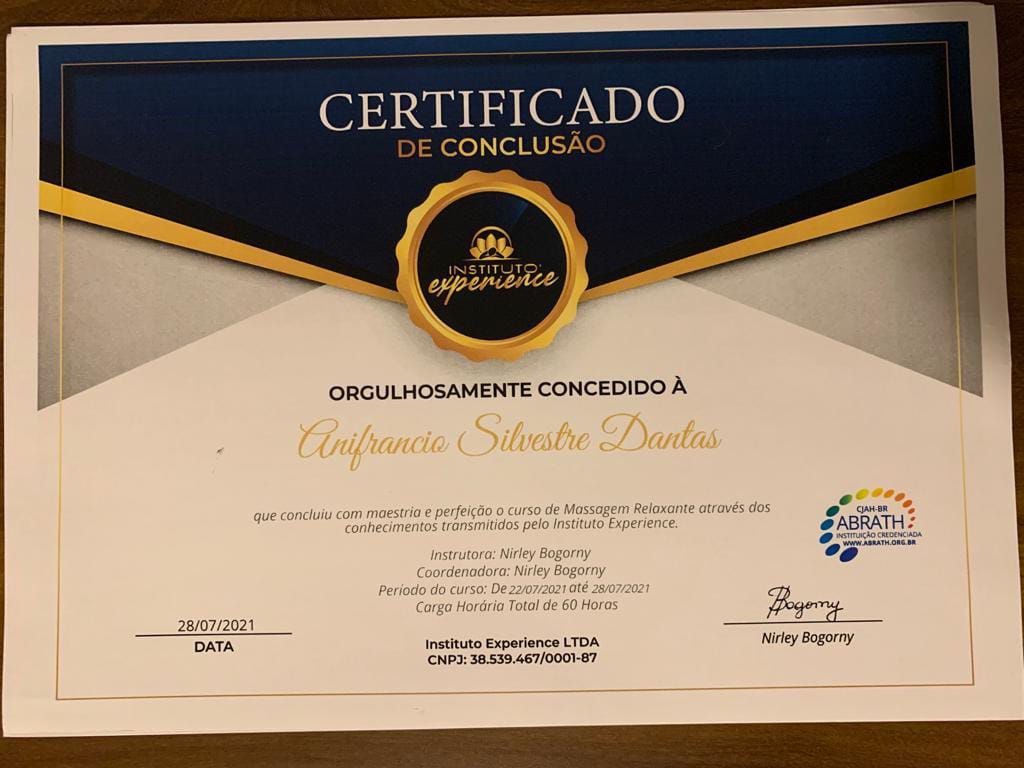 CERTIFICADO
DE CONCLUSÃO
INSTITUTO
experience
ORGULHOSAMENTE CONCEDIDO À
Anifrancio Silvestre Dantas
que concluiu com maestria e perfeição o curso de Massagem Relaxante através dos
conhecimentos transmitidos pelo Instituto Experience.
Instrutora: Nirley Bogorny
Coordenadora: Nirley Bogorny
Período do curso: De 22/07/2021 até 28/07/2021
Carga Horária Total de 60 Horas
CJAH-BR
ABRATH
INSTITUIÇÃO CREDENCIADA
WWW.ABRATH.ORG.BR
28/07/2021
DATA
Instituto Experience LTDA
CNPJ: 38.539.467/0001-87
Bogorny
Nirley Bogorny